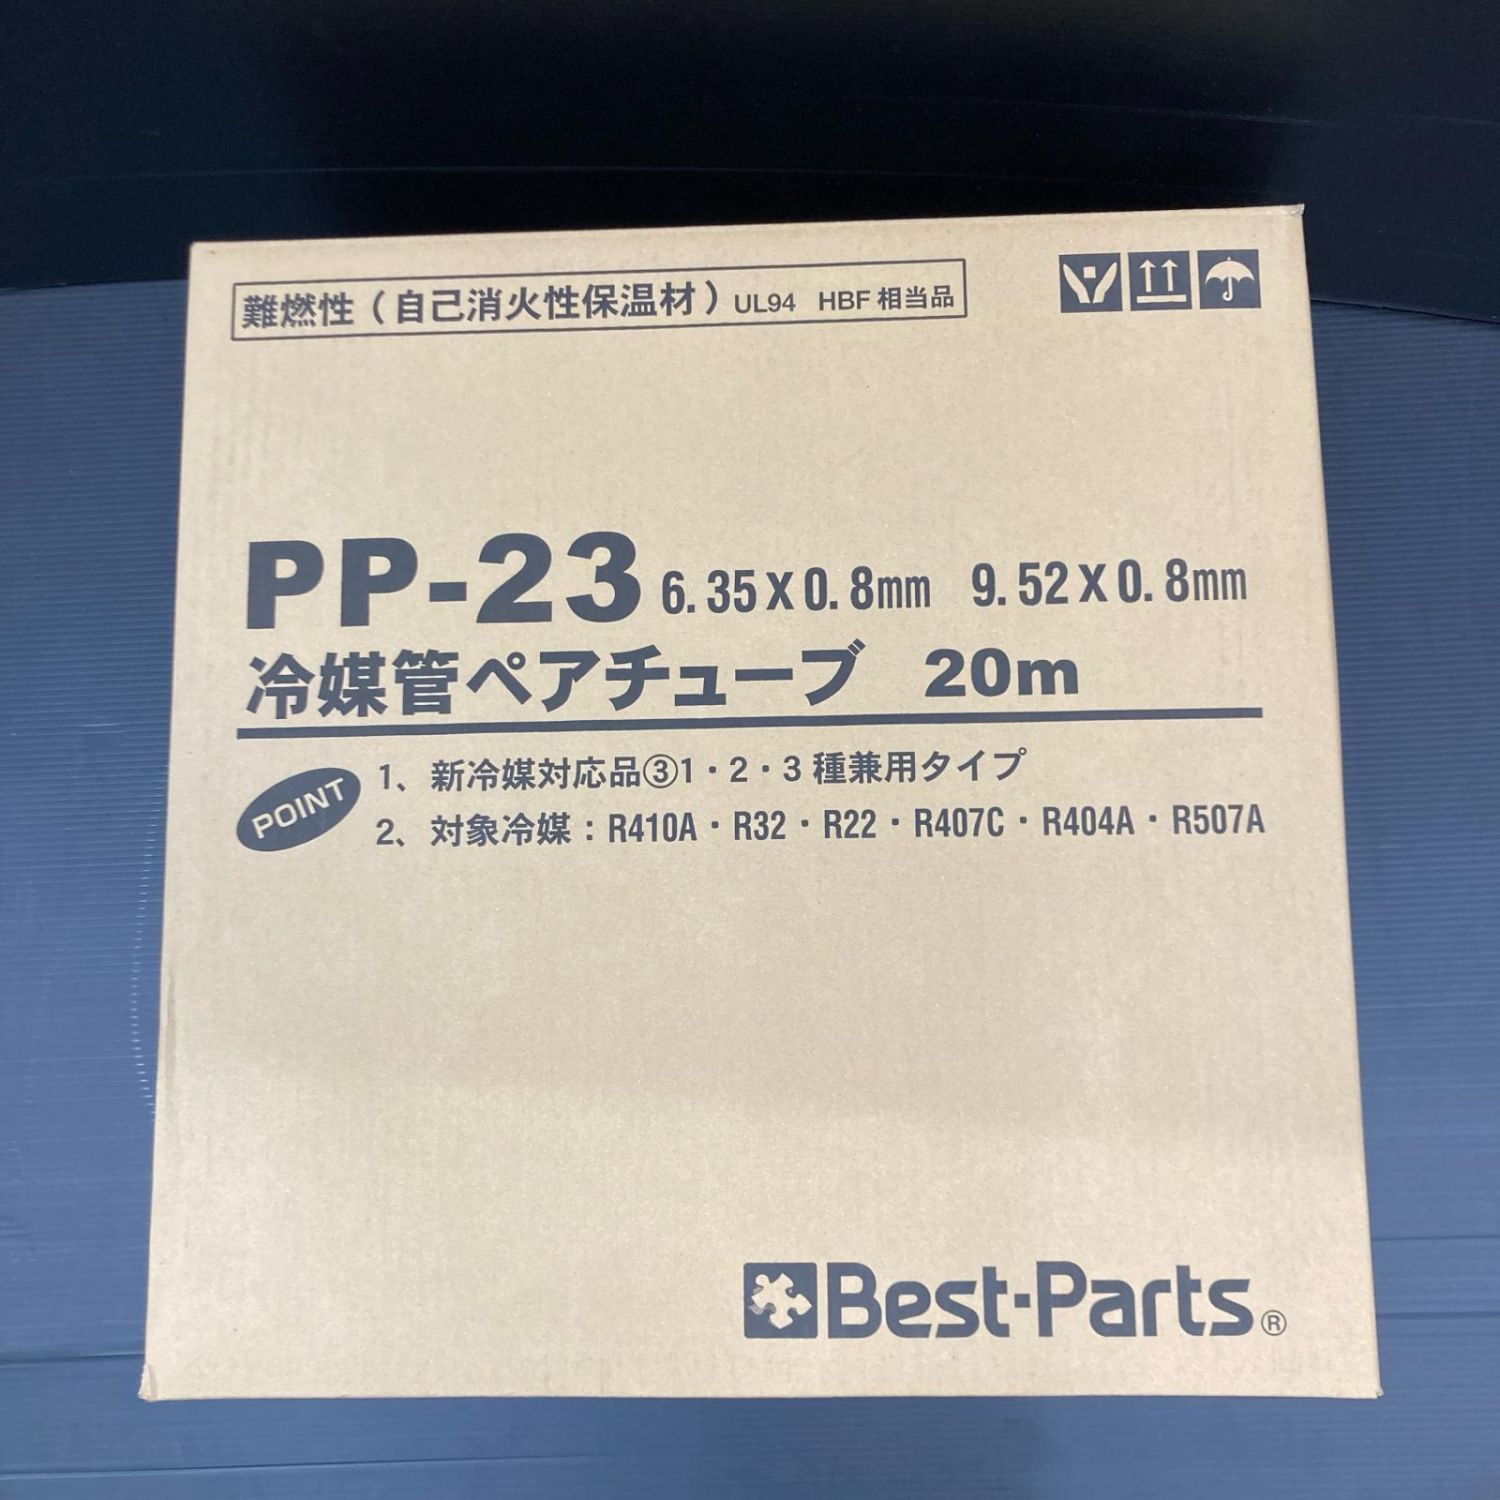 難燃性（自己消火性保温材）UL94 HBF 相当品
PP-23 6.35X0.8mm 9.52X0.8mm
冷媒管ペアチューブ 20m
POINT
1、新冷媒対応品③1・2・3 種兼用タイプ
2、対象冷媒：R410A・R32・R22・R407C・R404A・R507A
Best-Parts®